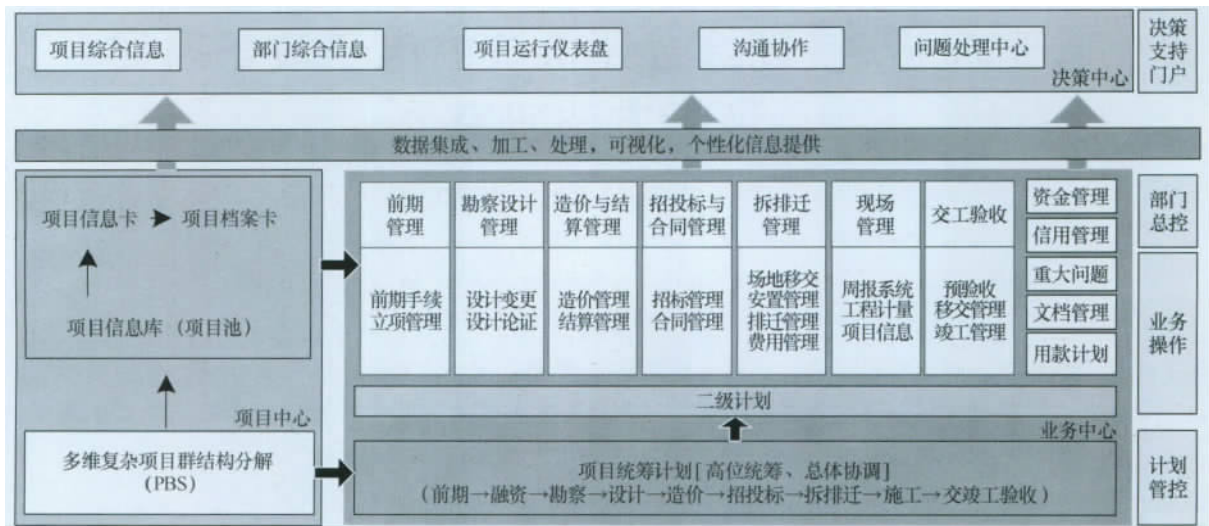 项目综合信息
部门综合信息
项目运行仪表盘
沟通协作
问题处理中心
决策中心
决策
支持
门户
数据集成、加工、处理,可视化,个性化信息提供
项目信息卡
项目档案卡
项目信息库(项目池)
项目中心
多维复杂项目群结构分解
(PBS)
前期
管理
勘察设计
管理
造价与结
算管理
招投标与
合同管理
拆排迁
管理
现场
管理
交工验收
前期手续
立项管理
设计变更
设计论证
造价管理
结算管理
招标管理
合同管理
场地移交
安置管理
排迁管理
费用管理
周报系统
工程计量
项目信息
预验收
移交管理
竣工管理
资金管理
信用管理
重大问题
文档管理
用款计划
部门
总控
业务
操作
二级计划
业务中心
项目统筹计划[高位统筹、总体协调]
(前期→融资→勘察→设计→造价→招投标→拆排迁→施工→交竣工验收)
计划
管控